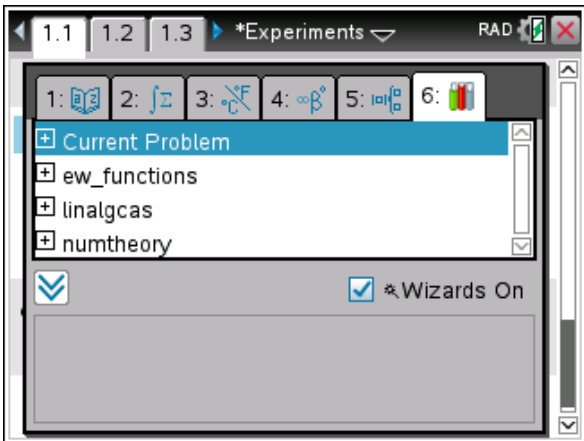 1.1 1.2 1.3 *Experiments RAD
1: 2: ∫Σ 3: °C°F 4: ∞β° 5: 6:
Current Problem
ew_functions
linalgcas
numtheory
Wizards On